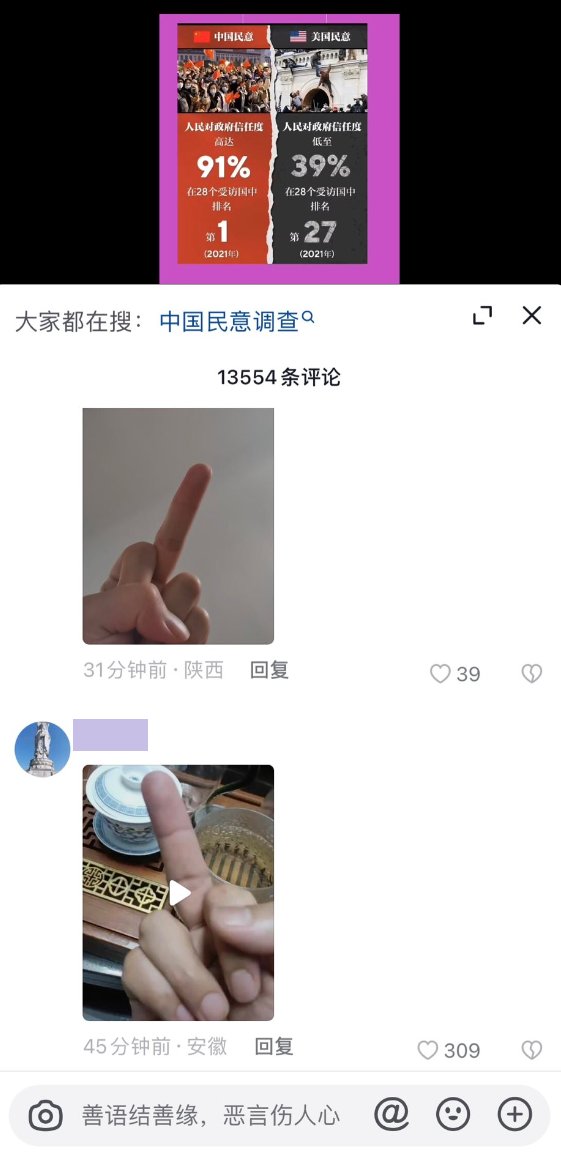 中国民意
美国民意
人民对政府信任度
高达
91%
在28个受访国中
排名
第1
(2021年)
人民对政府信任度
低至
39%
在28个受访国中
排名
第27
(2021年)
大家都在搜：中国民意调查
13554条评论
31分钟前·陕西 回复
39
45分钟前·安徽 回复
309
善语结善缘，恶言伤人心
@